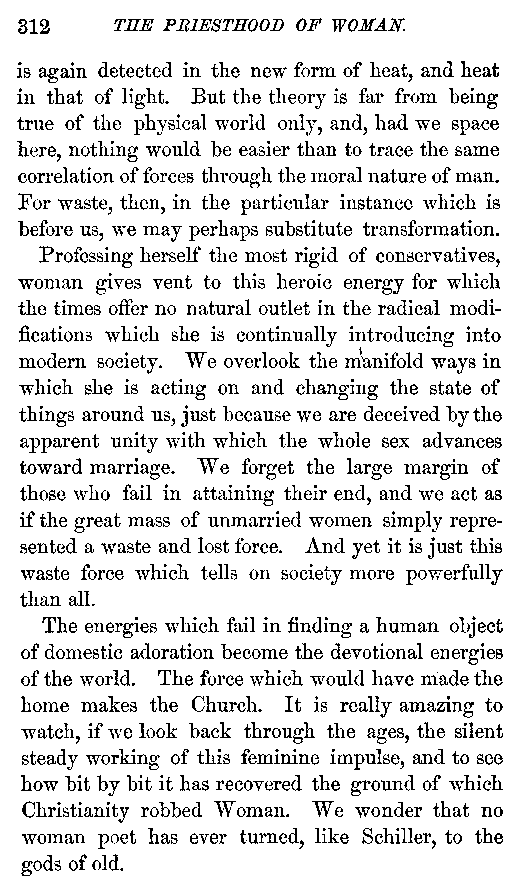 312 THE PRIESTHOOD OF WOMAN.
is again detected in the new form of heat, and heat
in that of light. But the theory is far from being
true of the physical world only, and, had we space
here, nothing would be easier than to trace the same
correlation of forces through the moral nature of man.
For waste, then, in the particular instance which is
before us, we may perhaps substitute transformation.
Professing herself the most rigid of conservatives,
woman gives vent to this heroic energy for which
the times offer no natural outlet in the radical modi-
fications which she is continually introducing into
modern society. We overlook the manifold ways in
which she is acting on and changing the state of
things around us, just because we are deceived by the
apparent unity with which the whole sex advances
toward marriage. We forget the large margin of
those who fail in attaining their end, and we act as
if the great mass of unmarried women simply repre-
sented a waste and lost force. And yet it is just this
waste force which tells on society more powerfully
than all.
The energies which fail in finding a human object
of domestic adoration become the devotional energies
of the world. The force which would have made the
home makes the Church. It is really amazing to
watch, if we look back through the ages, the silent
steady working of this feminine impulse, and to see
how bit by bit it has recovered the ground of which
Christianity robbed Woman. We wonder that no
woman poet has ever turned, like Schiller, to the
gods of old.